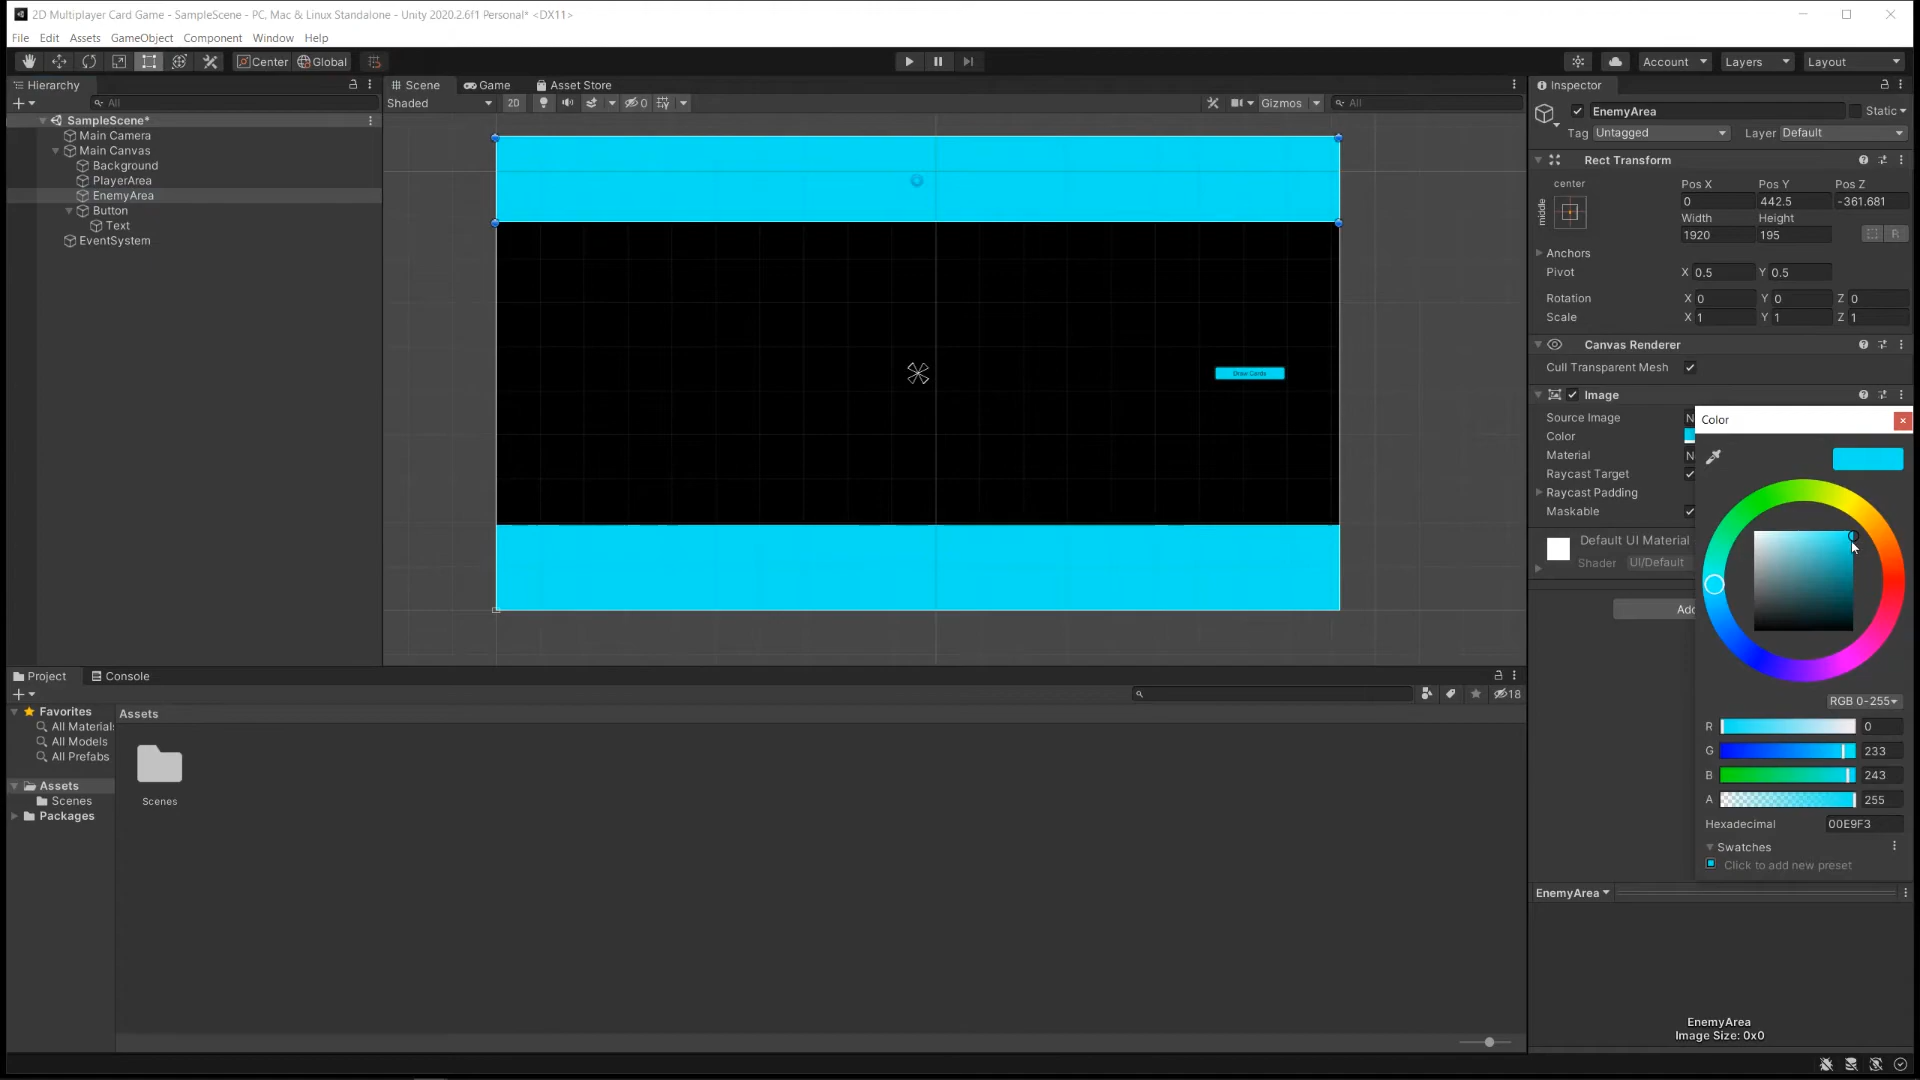 2D Multiplayer Card Game - SampleScene - PC, Mac & Linux Standalone - Unity 2020.2.6f1 Personal* <DX11>
File Edit Assets GameObject Component Window Help
Center Global Account Layers Layout
Hierarchy
All
SampleScene*
Main Camera
Main Canvas
Background
PlayerArea
EnemyArea
Button
Text
EventSystem
Scene Game Asset Store
Shaded 2D 0 Gizmos All
Draw Cards
Inspector
EnemyArea Static
Tag Untagged Layer Default
Rect Transform
center Pos X Pos Y Pos Z
middle 0 442.5 -361.681
Width Height
1920 195 R
Anchors
Pivot X 0.5 Y 0.5
Rotation X 0 Y 0 Z 0
Scale X 1 Y 1 Z 1
Canvas Renderer
Cull Transparent Mesh
Image
Source Image N
Color
Material N
Raycast Target
Raycast Padding
Maskable
Default UI Material
Shader UI/Default
Add
Color
RGB 0-255
R 0
G 233
B 243
A 255
Hexadecimal 00E9F3
Swatches
Click to add new preset
EnemyArea
EnemyArea
Image Size: 0x0
Project Console
18
Favorites
All Materials
All Models
All Prefabs
Assets
Scenes
Packages
Assets
Scenes